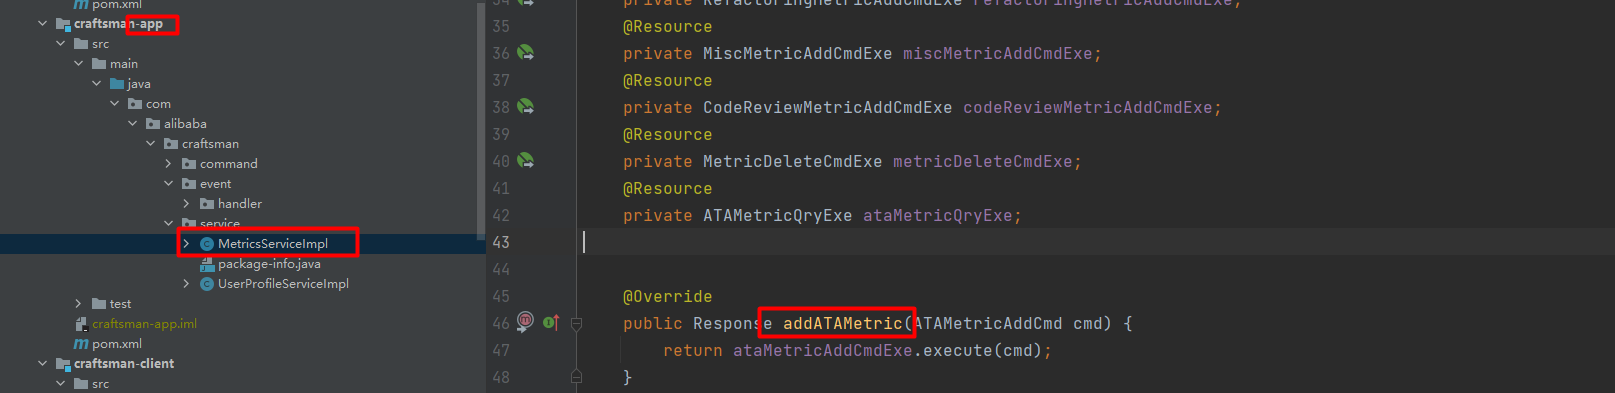 pom.xml
craftsman-app
src
main
java
com
alibaba
craftsman
command
event
handler
service
MetricsServiceImpl
package-info.java
UserProfileServiceImpl
test
craftsman-app.iml
pom.xml
craftsman-client
src
34 private RefactoringMetricAddCmdExe refactoringMetricAddCmdExe;
35 @Resource
36 private MiscMetricAddCmdExe miscMetricAddCmdExe;
37 @Resource
38 private CodeReviewMetricAddCmdExe codeReviewMetricAddCmdExe;
39 @Resource
40 private MetricDeleteCmdExe metricDeleteCmdExe;
41 @Resource
42 private ATAMetricQryExe ataMetricQryExe;
43
44
45 @Override
46 public Response addATAMetric(ATAMetricAddCmd cmd) {
47 return ataMetricAddCmdExe.execute(cmd);
48 }